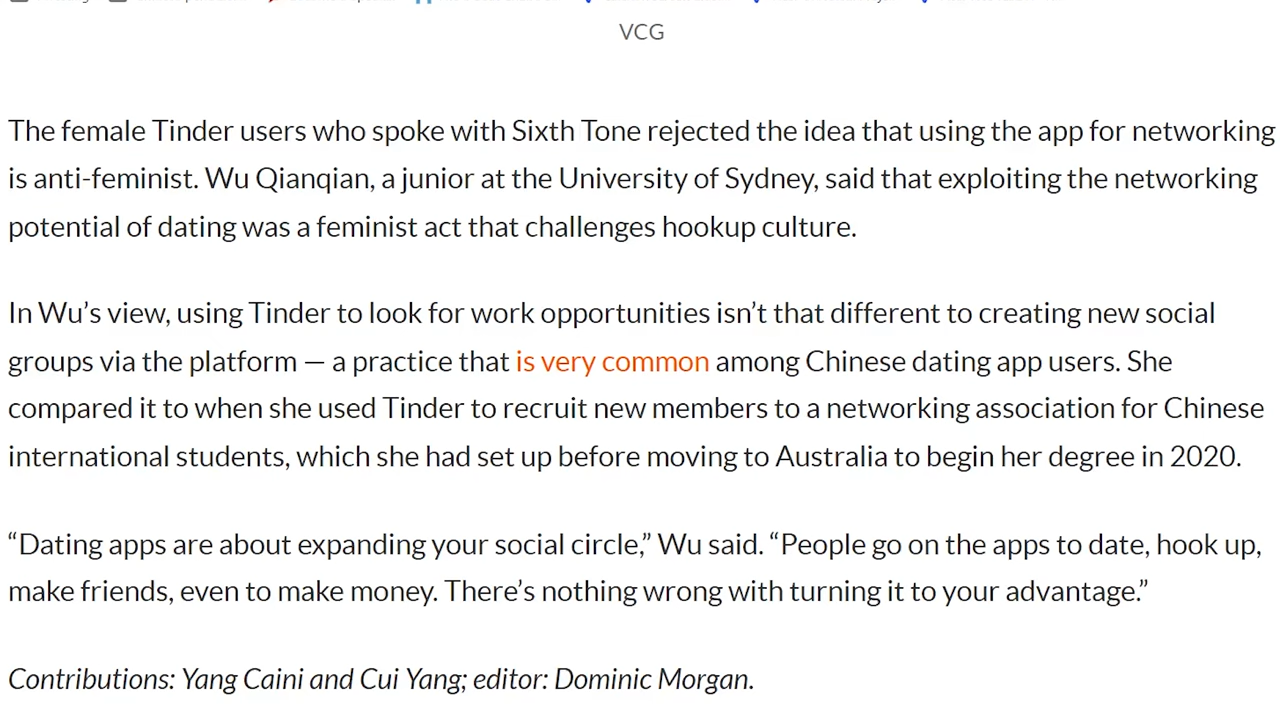 VCG
The female Tinder users who spoke with Sixth Tone rejected the idea that using the app for networking
is anti-feminist. Wu Qianqian, a junior at the University of Sydney, said that exploiting the networking
potential of dating was a feminist act that challenges hookup culture.
In Wu’s view, using Tinder to look for work opportunities isn’t that different to creating new social
groups via the platform — a practice that is very common among Chinese dating app users. She
compared it to when she used Tinder to recruit new members to a networking association for Chinese
international students, which she had set up before moving to Australia to begin her degree in 2020.
“Dating apps are about expanding your social circle,” Wu said. “People go on the apps to date, hook up,
make friends, even to make money. There’s nothing wrong with turning it to your advantage.”
Contributions: Yang Caini and Cui Yang; editor: Dominic Morgan.